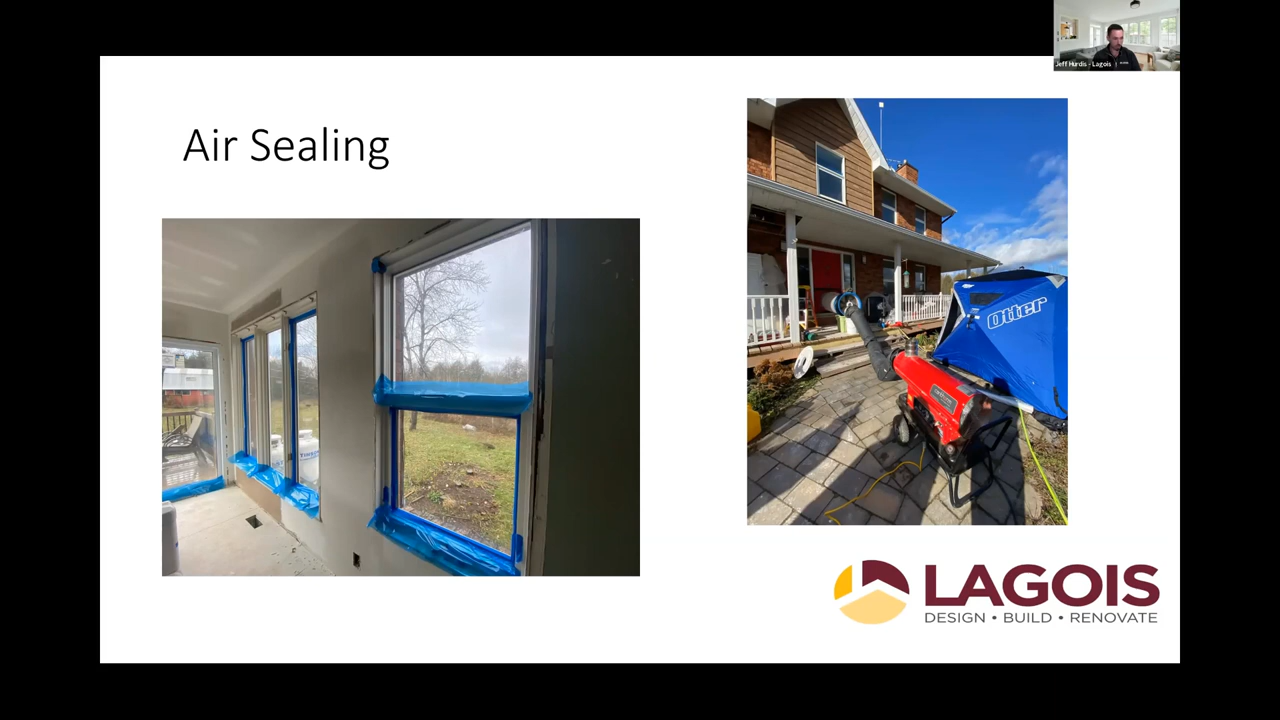 Jeff Hurdis - Lagois
Air Sealing
Otter
LAGOIS
DESIGN • BUILD • RENOVATE